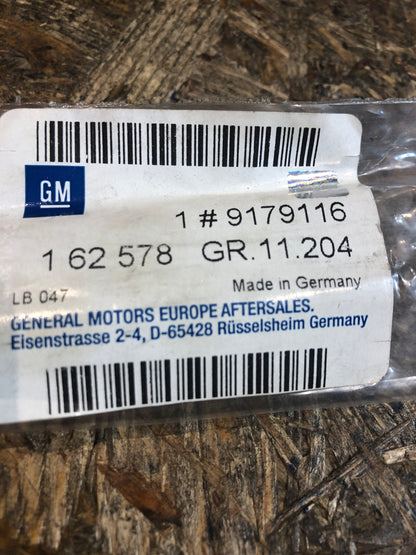 GM
1 # 9179116
1 62 578 GR.11.204
LB 047 Made in Germany
GENERAL MOTORS EUROPE AFTERSALES.
Eisenstrasse 2-4, D-65428 Rüsselsheim Germany